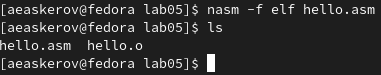 [aeaskerov@fedora lab05]$ nasm -f elf hello.asm
[aeaskerov@fedora lab05]$ ls
hello.asm  hello.o
[aeaskerov@fedora lab05]$